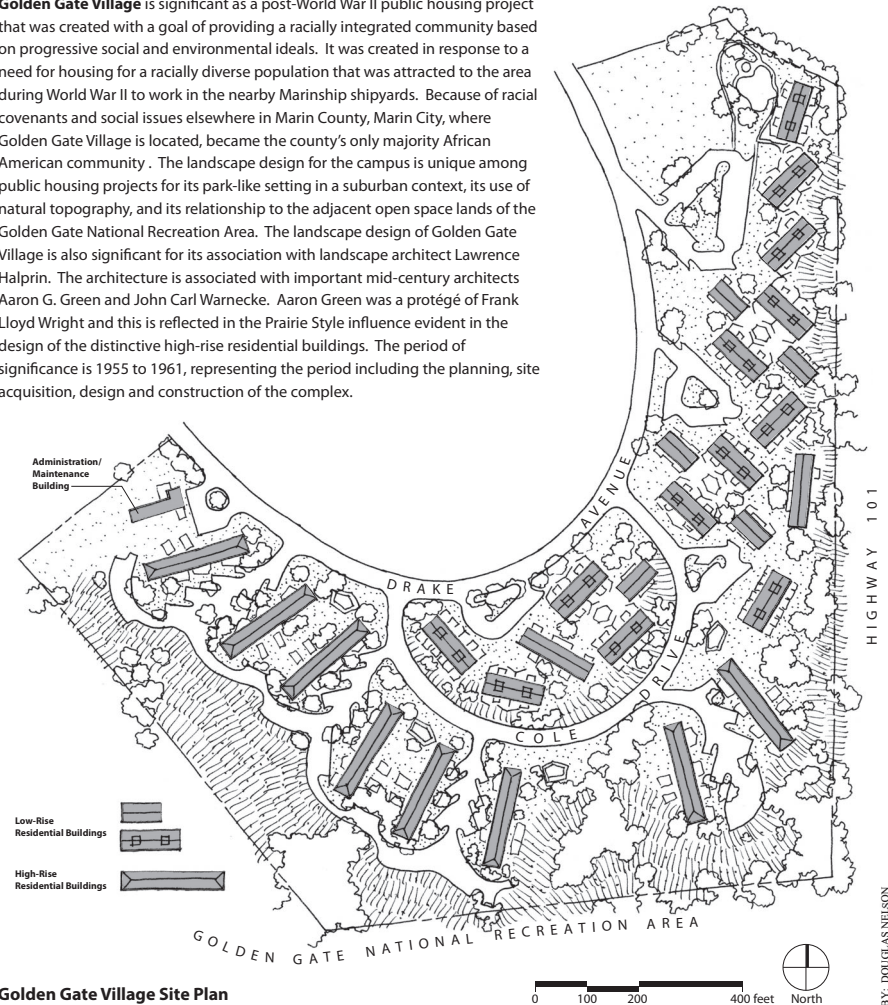 Golden Gate Village is significant as a post-World War II public housing project
that was created with a goal of providing a racially integrated community based
on progressive social and environmental ideals. It was created in response to a
need for housing for a racially diverse population that was attracted to the area
during World War II to work in the nearby Marinship shipyards. Because of racial
covenants and social issues elsewhere in Marin County, Marin City, where
Golden Gate Village is located, became the county's only majority African
American community . The landscape design for the campus is unique among
public housing projects for its park-like setting in a suburban context, its use of
natural topography, and its relationship to the adjacent open space lands of the
Golden Gate National Recreation Area. The landscape design of Golden Gate
Village is also significant for its association with landscape architect Lawrence
Halprin. The architecture is associated with important mid-century architects
Aaron G. Green and John Carl Warnecke. Aaron Green was a protégé of Frank
Lloyd Wright and this is reflected in the Prairie Style influence evident in the
design of the distinctive high-rise residential buildings. The period of
significance is 1955 to 1961, representing the period including the planning, site
acquisition, design and construction of the complex.
Administration/
Maintenance
Building
DRAKE AVENUE
COLE DRIVE
HIGHWAY 101
Low-Rise
Residential Buildings
High-Rise
Residential Buildings
GOLDEN GATE NATIONAL RECREATION AREA
Golden Gate Village Site Plan
0 100 200 400 feet
North
BY: DOUGLAS NELSON